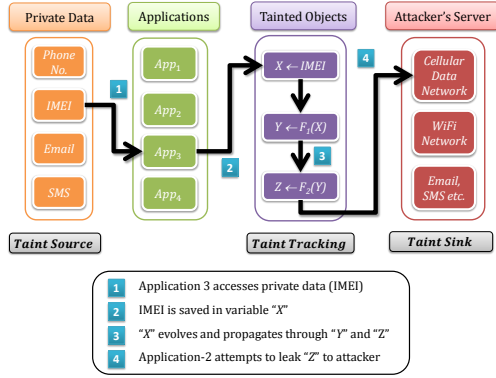 Private Data
Applications
Tainted Objects
Attacker's Server
Phone
No.
IMEI
Email
SMS
App1
App2
App3
App4
X ← IMEI
Y ← F1(X)
Z ← F2(Y)
Cellular
Data
Network
WiFi
Network
Email,
SMS etc.
1
2
3
4
Taint Source
Taint Tracking
Taint Sink
1 Application 3 accesses private data (IMEI)
2 IMEI is saved in variable “X”
3 “X” evolves and propagates through “Y” and “Z”
4 Application-2 attempts to leak “Z” to attacker